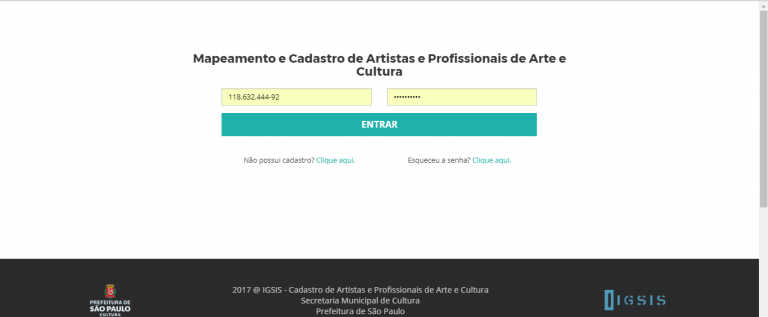 Mapeamento e Cadastro de Artistas e Profissionais de Arte e
Cultura
118.632.444-92
••••••••••
ENTRAR
Não possui cadastro? Clique aqui.
Esqueceu a senha? Clique aqui.
PREFEITURA DE
SÃO PAULO
CULTURA
2017 @ IGSIS - Cadastro de Artistas e Profissionais de Arte e Cultura
Secretaria Municipal de Cultura
Prefeitura de São Paulo
IGSIS